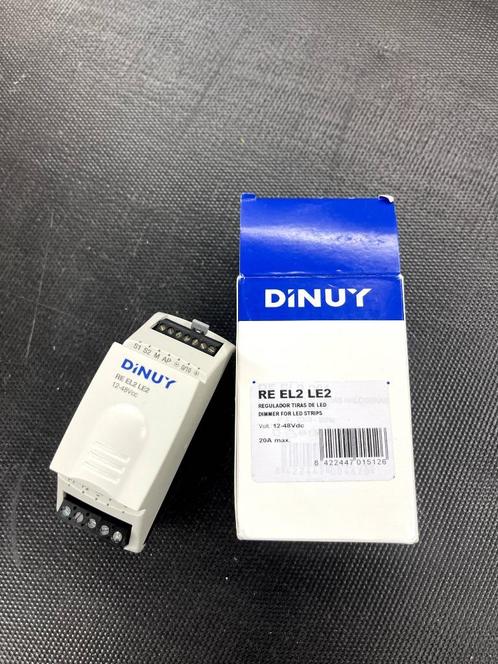 DINUY
RE EL2 LE2
REGULADOR TIRAS DE LED
DIMMER FOR LED STRIPS
Volt. 12-48Vdc
20A max.
8 422447 015126
S1 S2 M AP
0/10
DINUY
RE EL2 LE2
12-48Vcc